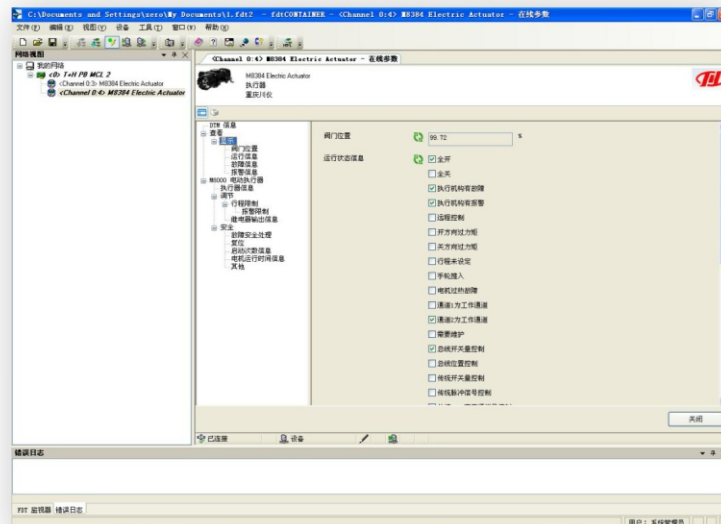 C:\Documents and Settings\zero\My Documents\1.fdt2 - fdtCONTAINER - <Channel 0:4> M8384 Electric Actuator - 在线参数
文件(F) 编辑(E) 视图(V) 设备 工具(T) 窗口(W) 帮助(H)
网络视图
我的网络
<0> T+H PB MCL 2
<Channel 0:3> M8384 Electric Actuator
<Channel 0:4> M8384 Electric Actuator
<Channel 0:4> M8384 Electric Actuator - 在线参数
M8384 Electric Actuator
执行器
重庆川仪
DTM 信息
查看
显示
阀门位置
运行信息
故障信息
报警信息
M8000 电动执行器
执行器信息
调节
行程限制
报警限制
继电器输出信息
安全
故障安全处理
复位
启动次数信息
电机运行时间信息
其他
阀门位置 99.72 %
运行状态信息 全开
全关
执行机构有故障
执行机构有报警
远程控制
开方向过力矩
关方向过力矩
行程未设定
手轮推入
电机过热故障
通道1为工作通道
通道2为工作通道
需要维护
总线开关量控制
总线位置控制
传统开关量控制
传统脉冲信号控制
关闭
已连接 设备
错误日志
FDT 监视器 错误日志
用户: 系统管理员